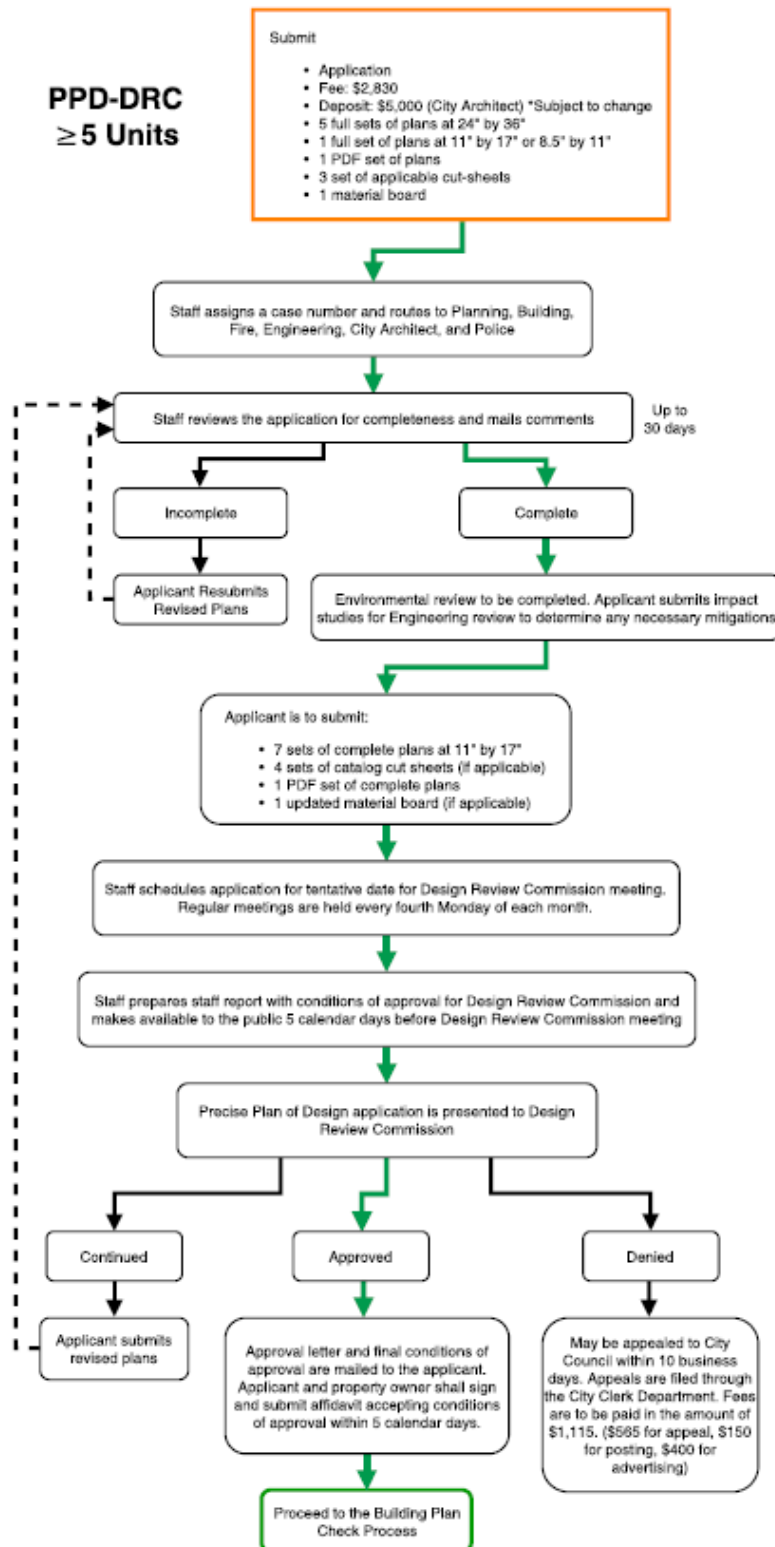 PPD-DRC
≥5 Units
Submit
• Application
• Fee: $2,830
• Deposit: $5,000 (City Architect) *Subject to change
• 5 full sets of plans at 24" by 36"
• 1 full set of plans at 11" by 17" or 8.5" by 11"
• 1 PDF set of plans
• 3 set of applicable cut-sheets
• 1 material board
Staff assigns a case number and routes to Planning, Building,
Fire, Engineering, City Architect, and Police
Staff reviews the application for completeness and mails comments
Up to
30 days
Incomplete
Complete
Applicant Resubmits
Revised Plans
Environmental review to be completed. Applicant submits impact
studies for Engineering review to determine any necessary mitigations
Applicant is to submit:
• 7 sets of complete plans at 11" by 17"
• 4 sets of catalog cut sheets (if applicable)
• 1 PDF set of complete plans
• 1 updated material board (if applicable)
Staff schedules application for tentative date for Design Review Commission meeting.
Regular meetings are held every fourth Monday of each month.
Staff prepares staff report with conditions of approval for Design Review Commission and
makes available to the public 5 calendar days before Design Review Commission meeting
Precise Plan of Design application is presented to Design
Review Commission
Continued
Approved
Denied
Applicant submits
revised plans
Approval letter and final conditions of
approval are mailed to the applicant.
Applicant and property owner shall sign
and submit affidavit accepting conditions
of approval within 5 calendar days.
May be appealed to City
Council within 10 business
days. Appeals are filed through
the City Clerk Department. Fees
are to be paid in the amount of
$1,115. ($565 for appeal, $150
for posting, $400 for
advertising)
Proceed to the Building Plan
Check Process